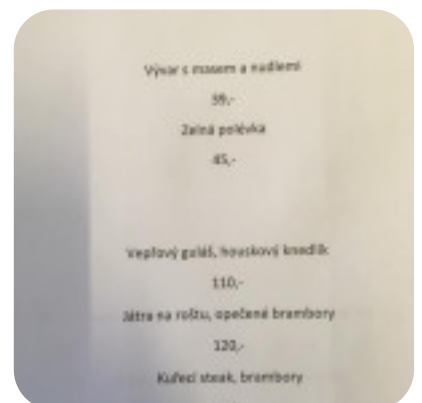 Vývar s masem a nudlemi
39,-
Zelná polévka
45,-
Vepřový guláš, houskový knedlík
110,-
Játra na roštu, opečené brambory
120,-
Kuřecí steak, brambory